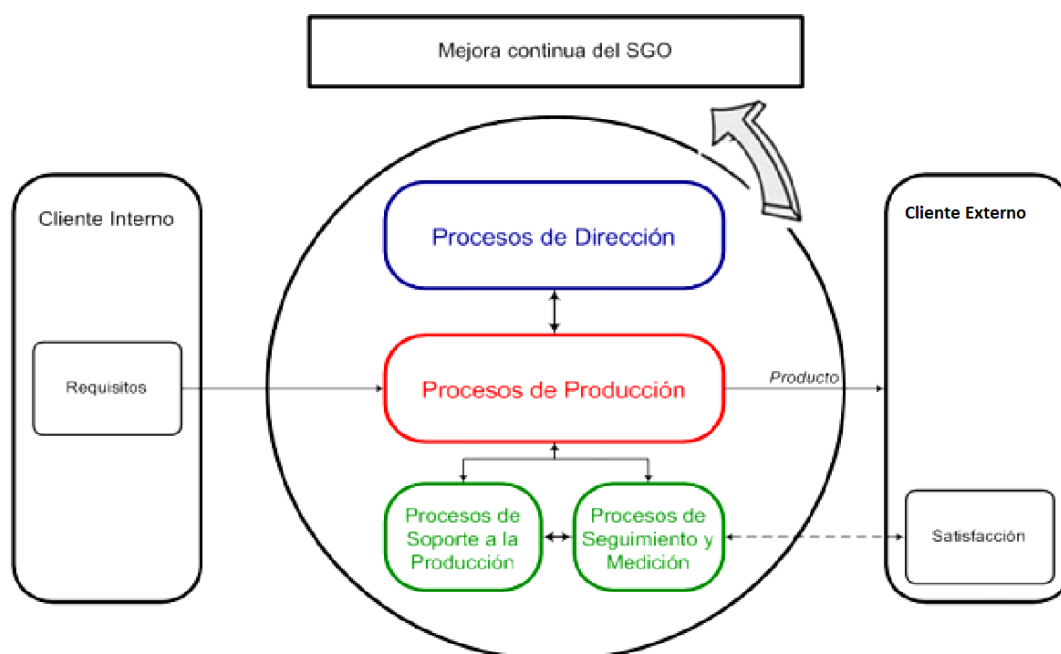 Mejora continua del SGO
Cliente Interno
Requisitos
Procesos de Dirección
Procesos de Producción
Producto
Procesos de
Soporte a la
Producción
Procesos de
Seguimiento y
Medición
Cliente Externo
Satisfacción